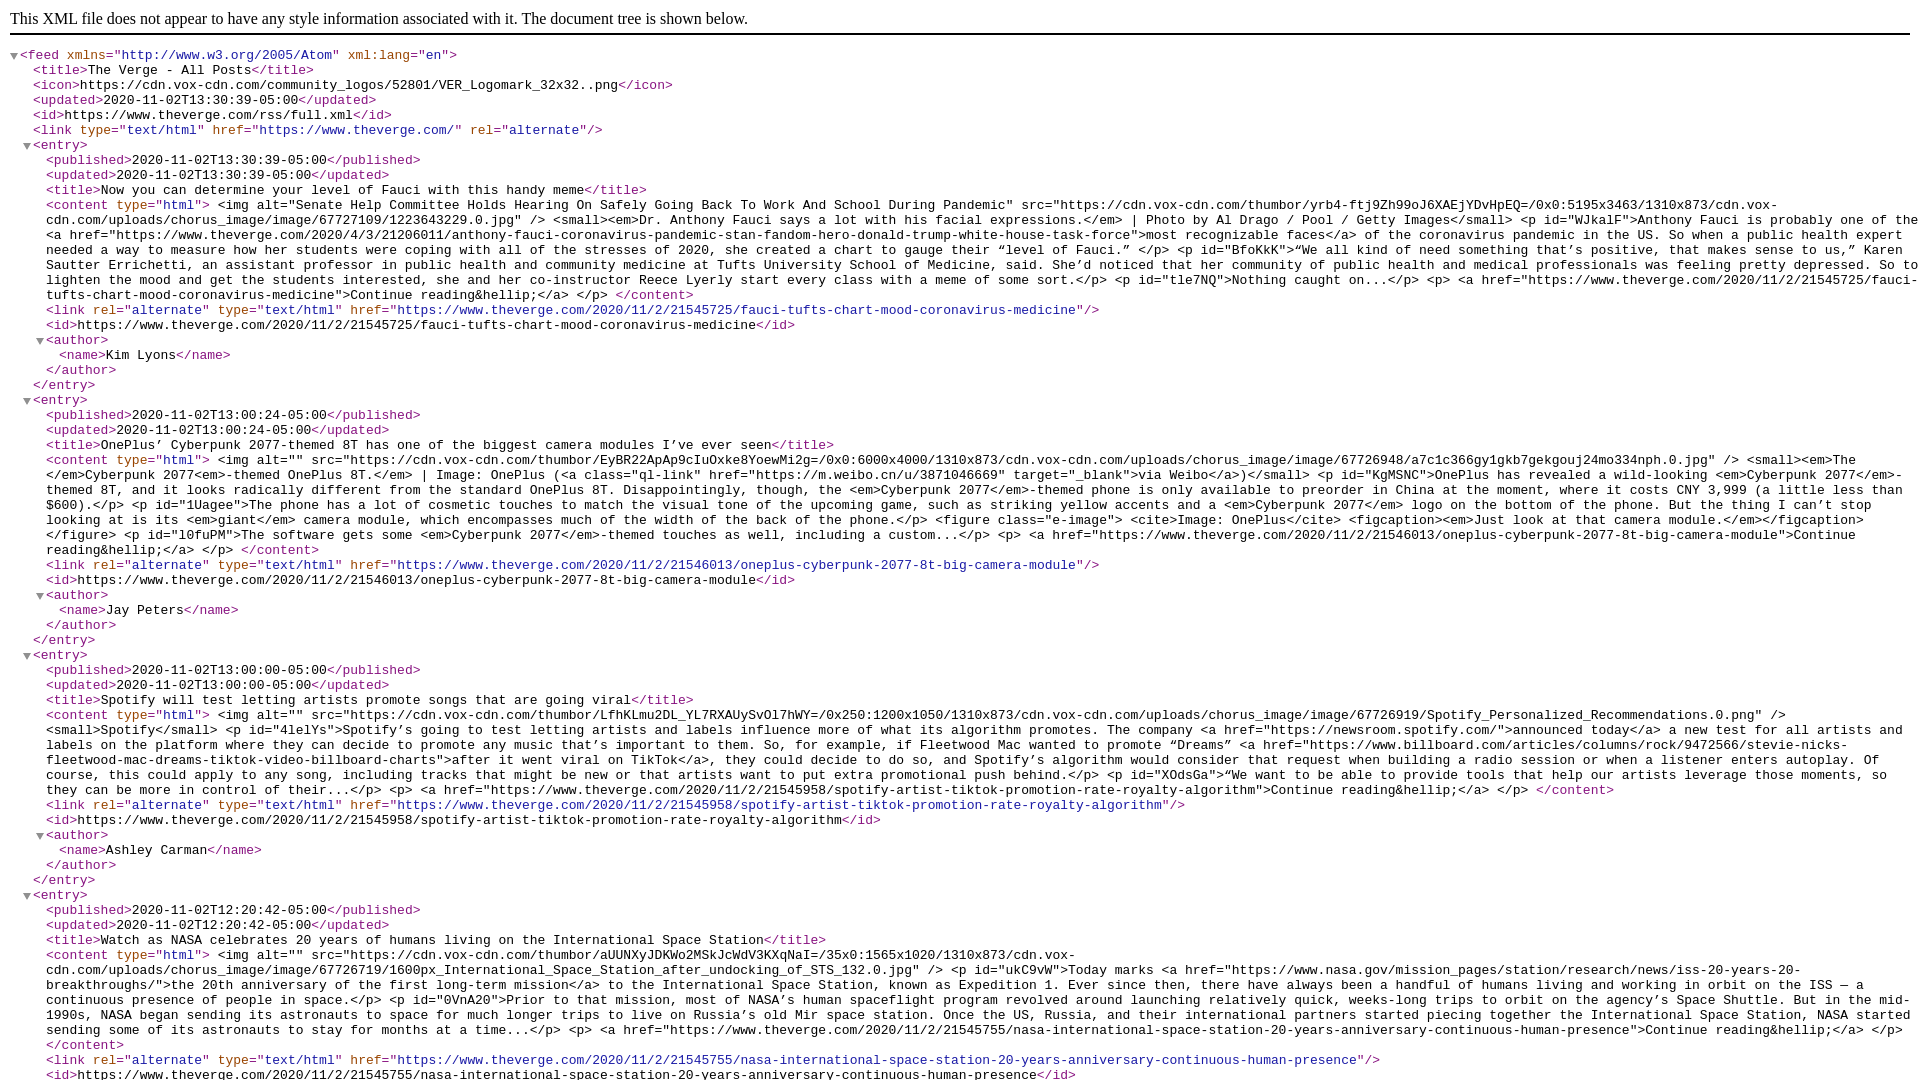 This XML file does not appear to have any style information associated with it. The document tree is shown below.
<feed xmlns="http://www.w3.org/2005/Atom" xml:lang="en">
<title>The Verge - All Posts</title>
<icon>https://cdn.vox-cdn.com/community_logos/52801/VER_Logomark_32x32..png</icon>
<updated>2020-11-02T13:30:39-05:00</updated>
<id>https://www.theverge.com/rss/full.xml</id>
<link type="text/html" href="https://www.theverge.com/" rel="alternate"/>
<entry>
<published>2020-11-02T13:30:39-05:00</published>
<updated>2020-11-02T13:30:39-05:00</updated>
<title>Now you can determine your level of Fauci with this handy meme</title>
<content type="html"> <img alt="Senate Help Committee Holds Hearing On Safely Going Back To Work And School During Pandemic" src="https://cdn.vox-cdn.com/thumbor/yrb4-ftj9Zh99oJ6XAEjYDvHpEQ=/0x0:5195x3463/1310x873/cdn.vox-
cdn.com/uploads/chorus_image/image/67727109/1223643229.0.jpg" /> <small><em>Dr. Anthony Fauci says a lot with his facial expressions.</em> | Photo by Al Drago / Pool / Getty Images</small> <p id="WJkalF">Anthony Fauci is probably one of the
<a href="https://www.theverge.com/2020/4/3/21206011/anthony-fauci-coronavirus-pandemic-stan-fandom-hero-donald-trump-white-house-task-force">most recognizable faces</a> of the coronavirus pandemic in the US. So when a public health expert
needed a way to measure how her students were coping with all of the stresses of 2020, she created a chart to gauge their “level of Fauci.” </p> <p id="BfoKkK">“We all kind of need something that’s positive, that makes sense to us,” Karen
Sautter Errichetti, an assistant professor in public health and community medicine at Tufts University School of Medicine, said. She’d noticed that her community of public health and medical professionals was feeling pretty depressed. So to
lighten the mood and get the students interested, she and her co-instructor Reece Lyerly start every class with a meme of some sort.</p> <p id="tle7NQ">Nothing caught on...</p> <p> <a href="https://www.theverge.com/2020/11/2/21545725/fauci-
tufts-chart-mood-coronavirus-medicine">Continue reading&hellip;</a> </p> </content>
<link rel="alternate" type="text/html" href="https://www.theverge.com/2020/11/2/21545725/fauci-tufts-chart-mood-coronavirus-medicine"/>
<id>https://www.theverge.com/2020/11/2/21545725/fauci-tufts-chart-mood-coronavirus-medicine</id>
<author>
<name>Kim Lyons</name>
</author>
</entry>
<entry>
<published>2020-11-02T13:00:24-05:00</published>
<updated>2020-11-02T13:00:24-05:00</updated>
<title>OnePlus’ Cyberpunk 2077-themed 8T has one of the biggest camera modules I’ve ever seen</title>
<content type="html"> <img alt="" src="https://cdn.vox-cdn.com/thumbor/EyBR22ApAp9cIuOxke8YoewMi2g=/0x0:6000x4000/1310x873/cdn.vox-cdn.com/uploads/chorus_image/image/67726948/a7c1c366gy1gkb7gekgouj24mo334nph.0.jpg" /> <small><em>The
</em>Cyberpunk 2077<em>-themed OnePlus 8T.</em> | Image: OnePlus (<a class="ql-link" href="https://m.weibo.cn/u/3871046669" target="_blank">via Weibo</a>)</small> <p id="KgMSNC">OnePlus has revealed a wild-looking <em>Cyberpunk 2077</em>-
themed 8T, and it looks radically different from the standard OnePlus 8T. Disappointingly, though, the <em>Cyberpunk 2077</em>-themed phone is only available to preorder in China at the moment, where it costs CNY 3,999 (a little less than
$600).</p> <p id="1Uagee">The phone has a lot of cosmetic touches to match the visual tone of the upcoming game, such as striking yellow accents and a <em>Cyberpunk 2077</em> logo on the bottom of the phone. But the thing I can’t stop
looking at is its <em>giant</em> camera module, which encompasses much of the width of the back of the phone.</p> <figure class="e-image"> <cite>Image: OnePlus</cite> <figcaption><em>Just look at that camera module.</em></figcaption>
</figure> <p id="l0fuPM">The software gets some <em>Cyberpunk 2077</em>-themed touches as well, including a custom...</p> <p> <a href="https://www.theverge.com/2020/11/2/21546013/oneplus-cyberpunk-2077-8t-big-camera-module">Continue
reading&hellip;</a> </p> </content>
<link rel="alternate" type="text/html" href="https://www.theverge.com/2020/11/2/21546013/oneplus-cyberpunk-2077-8t-big-camera-module"/>
<id>https://www.theverge.com/2020/11/2/21546013/oneplus-cyberpunk-2077-8t-big-camera-module</id>
<author>
<name>Jay Peters</name>
</author>
</entry>
<entry>
<published>2020-11-02T13:00:00-05:00</published>
<updated>2020-11-02T13:00:00-05:00</updated>
<title>Spotify will test letting artists promote songs that are going viral</title>
<content type="html"> <img alt="" src="https://cdn.vox-cdn.com/thumbor/LfhKLmu2DL_YL7RXAUySvOl7hWY=/0x250:1200x1050/1310x873/cdn.vox-cdn.com/uploads/chorus_image/image/67726919/Spotify_Personalized_Recommendations.0.png" />
<small>Spotify</small> <p id="4lelYs">Spotify’s going to test letting artists and labels influence more of what its algorithm promotes. The company <a href="https://newsroom.spotify.com/">announced today</a> a new test for all artists and
labels on the platform where they can decide to promote any music that’s important to them. So, for example, if Fleetwood Mac wanted to promote “Dreams” <a href="https://www.billboard.com/articles/columns/rock/9472566/stevie-nicks-
fleetwood-mac-dreams-tiktok-video-billboard-charts">after it went viral on TikTok</a>, they could decide to do so, and Spotify’s algorithm would consider that request when building a radio session or when a listener enters autoplay. Of
course, this could apply to any song, including tracks that might be new or that artists want to put extra promotional push behind.</p> <p id="XOdsGa">“We want to be able to provide tools that help our artists leverage those moments, so
they can be more in control of their...</p> <p> <a href="https://www.theverge.com/2020/11/2/21545958/spotify-artist-tiktok-promotion-rate-royalty-algorithm">Continue reading&hellip;</a> </p> </content>
<link rel="alternate" type="text/html" href="https://www.theverge.com/2020/11/2/21545958/spotify-artist-tiktok-promotion-rate-royalty-algorithm"/>
<id>https://www.theverge.com/2020/11/2/21545958/spotify-artist-tiktok-promotion-rate-royalty-algorithm</id>
<author>
<name>Ashley Carman</name>
</author>
</entry>
<entry>
<published>2020-11-02T12:20:42-05:00</published>
<updated>2020-11-02T12:20:42-05:00</updated>
<title>Watch as NASA celebrates 20 years of humans living on the International Space Station</title>
<content type="html"> <img alt="" src="https://cdn.vox-cdn.com/thumbor/aUUNXyJDKWo2MSkJcWdV3KXqNaI=/35x0:1565x1020/1310x873/cdn.vox-
cdn.com/uploads/chorus_image/image/67726719/1600px_International_Space_Station_after_undocking_of_STS_132.0.jpg" /> <p id="ukC9vW">Today marks <a href="https://www.nasa.gov/mission_pages/station/research/news/iss-20-years-20-
breakthroughs/">the 20th anniversary of the first long-term mission</a> to the International Space Station, known as Expedition 1. Ever since then, there have always been a handful of humans living and working in orbit on the ISS — a
continuous presence of people in space.</p> <p id="0VnA20">Prior to that mission, most of NASA’s human spaceflight program revolved around launching relatively quick, weeks-long trips to orbit on the agency’s Space Shuttle. But in the mid-
1990s, NASA began sending its astronauts to space for much longer trips to live on Russia’s old Mir space station. Once the US, Russia, and their international partners started piecing together the International Space Station, NASA started
sending some of its astronauts to stay for months at a time...</p> <p> <a href="https://www.theverge.com/2020/11/2/21545755/nasa-international-space-station-20-years-anniversary-continuous-human-presence">Continue reading&hellip;</a> </p>
</content>
<link rel="alternate" type="text/html" href="https://www.theverge.com/2020/11/2/21545755/nasa-international-space-station-20-years-anniversary-continuous-human-presence"/>
<id>https://www.theverge.com/2020/11/2/21545755/nasa-international-space-station-20-years-anniversary-continuous-human-presence</id>